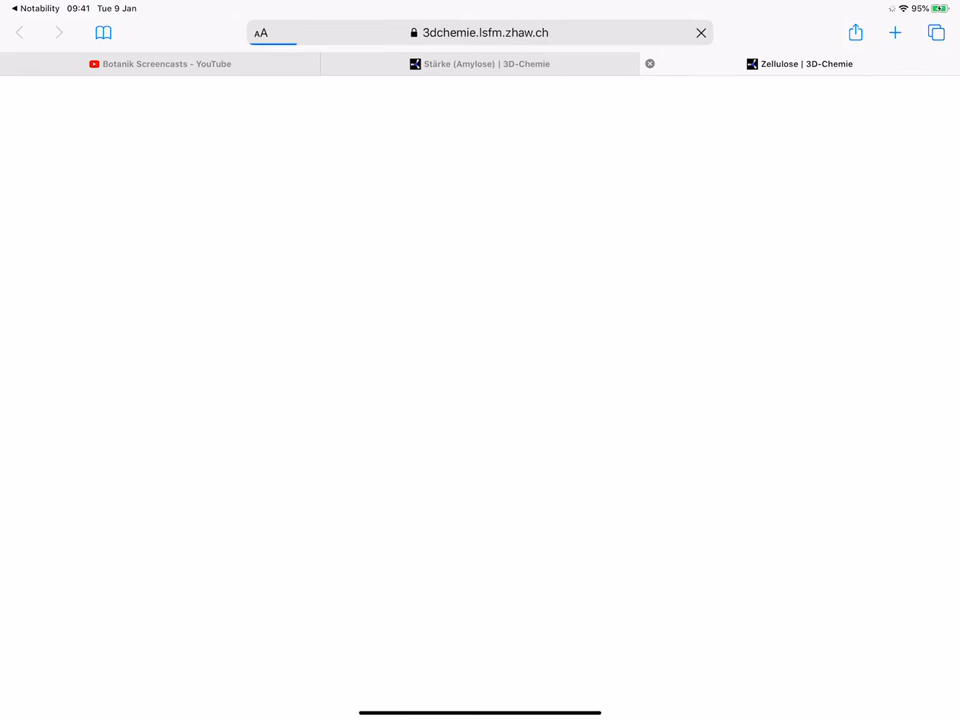 Notability 09:41 Tue 9 Jan 95%
AA 3dchemie.lsfm.zhaw.ch
Botanik Screencasts - YouTube
Stärke (Amylose) | 3D-Chemie
Zellulose | 3D-Chemie